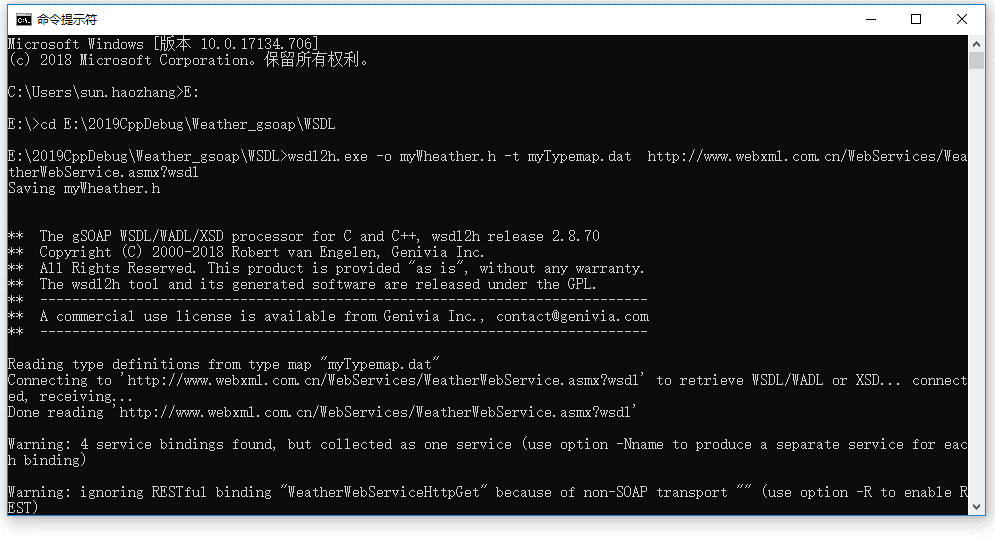 命令提示符
Microsoft Windows [版本 10.0.17134.706]
(c) 2018 Microsoft Corporation。保留所有权利。
C:\Users\sun.haozhang>E:
E:\>cd E:\2019CppDebug\Weather_gsoap\WSDL
E:\2019CppDebug\Weather_gsoap\WSDL>wsdl2h.exe -o myWheather.h -t myTypemap.dat  http://www.webxml.com.cn/WebServices/Wea
therWebService.asmx?wsdl
Saving myWheather.h
**  The gSOAP WSDL/WADL/XSD processor for C and C++, wsdl2h release 2.8.70
**  Copyright (C) 2000-2018 Robert van Engelen, Genivia Inc.
**  All Rights Reserved. This product is provided "as is", without any warranty.
**  The wsdl2h tool and its generated software are released under the GPL.
**  ----------------------------------------------------------------------------
**  A commercial use license is available from Genivia Inc., contact@genivia.com
**  ----------------------------------------------------------------------------
Reading type definitions from type map "myTypemap.dat"
Connecting to 'http://www.webxml.com.cn/WebServices/WeatherWebService.asmx?wsdl' to retrieve WSDL/WADL or XSD... connect
ed, receiving...
Done reading 'http://www.webxml.com.cn/WebServices/WeatherWebService.asmx?wsdl'
Warning: 4 service bindings found, but collected as one service (use option -Nname to produce a separate service for eac
h binding)
Warning: ignoring RESTful binding "WeatherWebServiceHttpGet" because of non-SOAP transport "" (use option -R to enable R
EST)